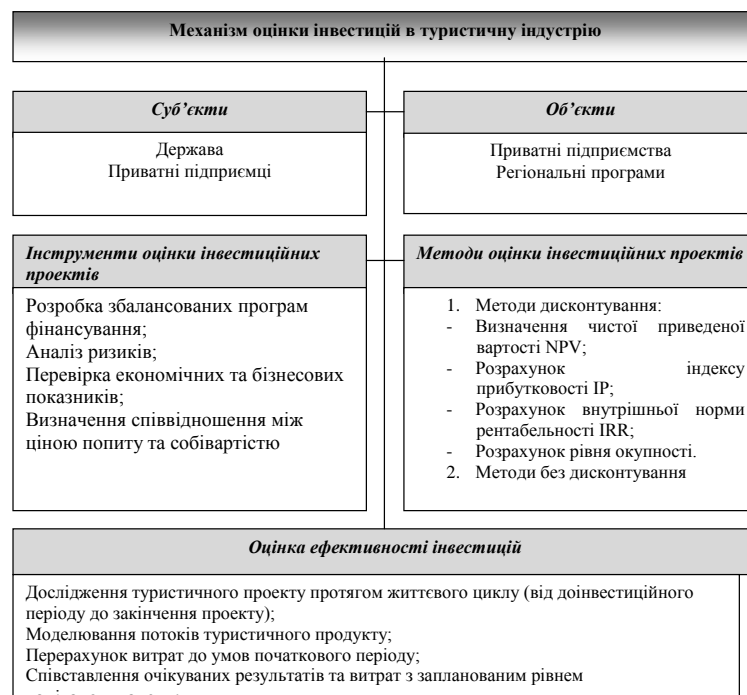 Механізм оцінки інвестицій в туристичну індустрію
Суб’єкти
Держава
Приватні підприємці
Об’єкти
Приватні підприємства
Регіональні програми
Інструменти оцінки інвестиційних
проектів
Розробка збалансованих програм
фінансування;
Аналіз ризиків;
Перевірка економічних та бізнесових
показників;
Визначення співвідношення між
ціною попиту та собівартістю
Методи оцінки інвестиційних проектів
1. Методи дисконтування:
- Визначення чистої приведеної
вартості NPV;
- Розрахунок індексу
прибутковості IP;
- Розрахунок внутрішньої норми
рентабельності IRR;
- Розрахунок рівня окупності.
2. Методи без дисконтування
Оцінка ефективності інвестицій
Дослідження туристичного проекту протягом життєвого циклу (від доінвестиційного
періоду до закінчення проекту);
Моделювання потоків туристичного продукту;
Перерахунок витрат до умов початкового періоду;
Співставлення очікуваних результатів та витрат з запланованим рівнем